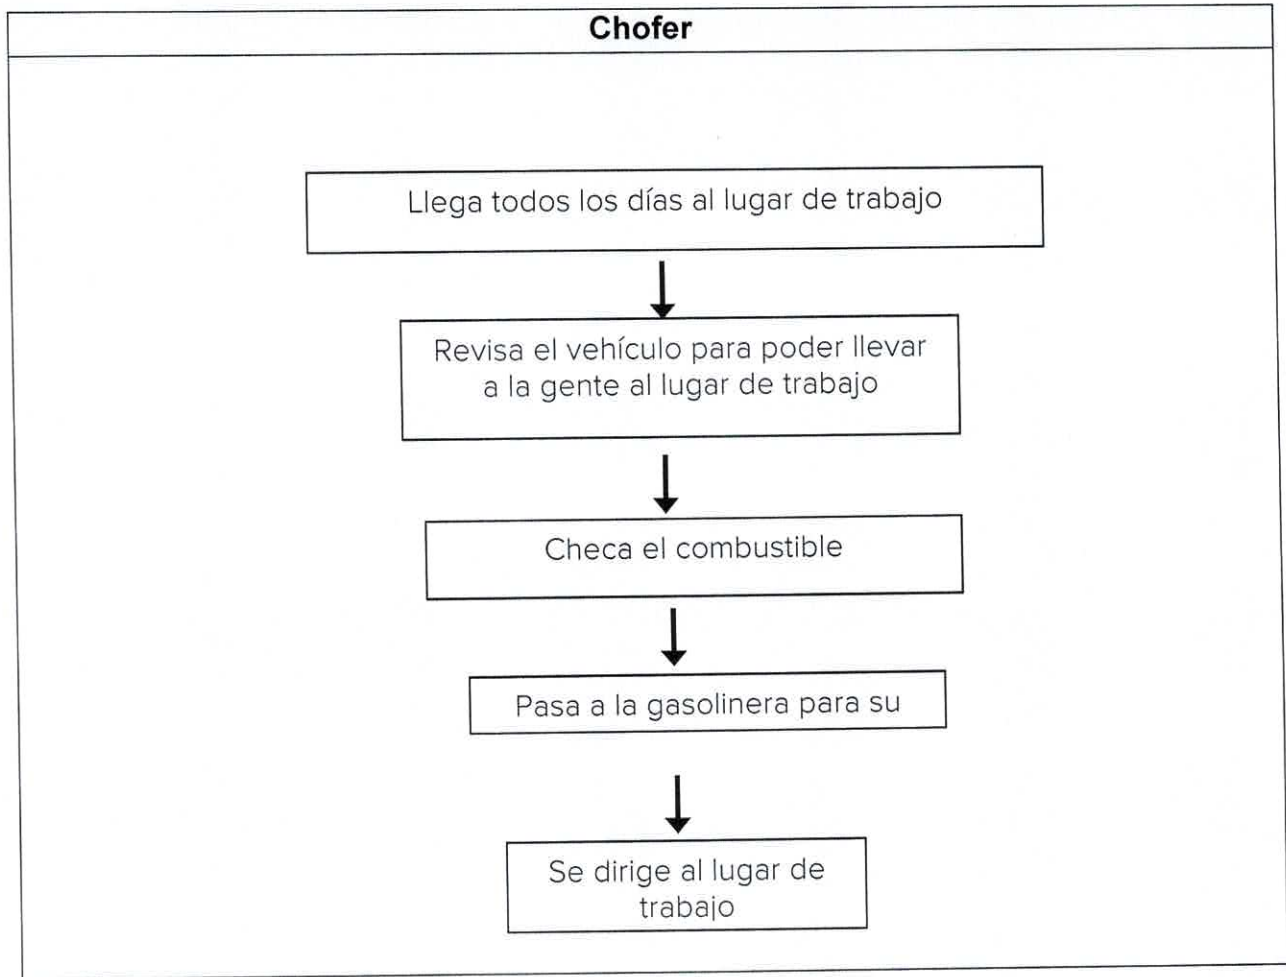 Chofer
Llega todos los días al lugar de trabajo
Revisa el vehículo para poder llevar
a la gente al lugar de trabajo
Checa el combustible
Pasa a la gasolinera para su
Se dirige al lugar de
trabajo